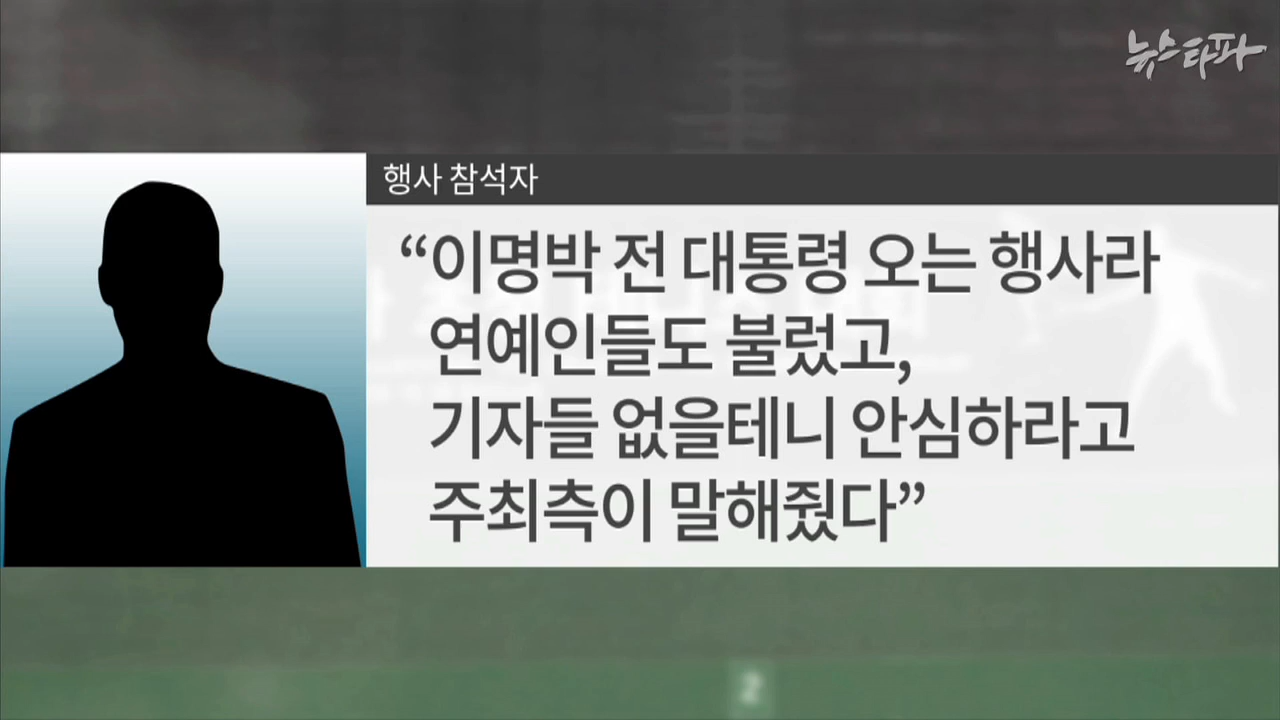 뉴스타파
행사 참석자
“이명박 전 대통령 오는 행사라
연예인들도 불렀고,
기자들 없을테니 안심하라고
주최측이 말해줬다”
2